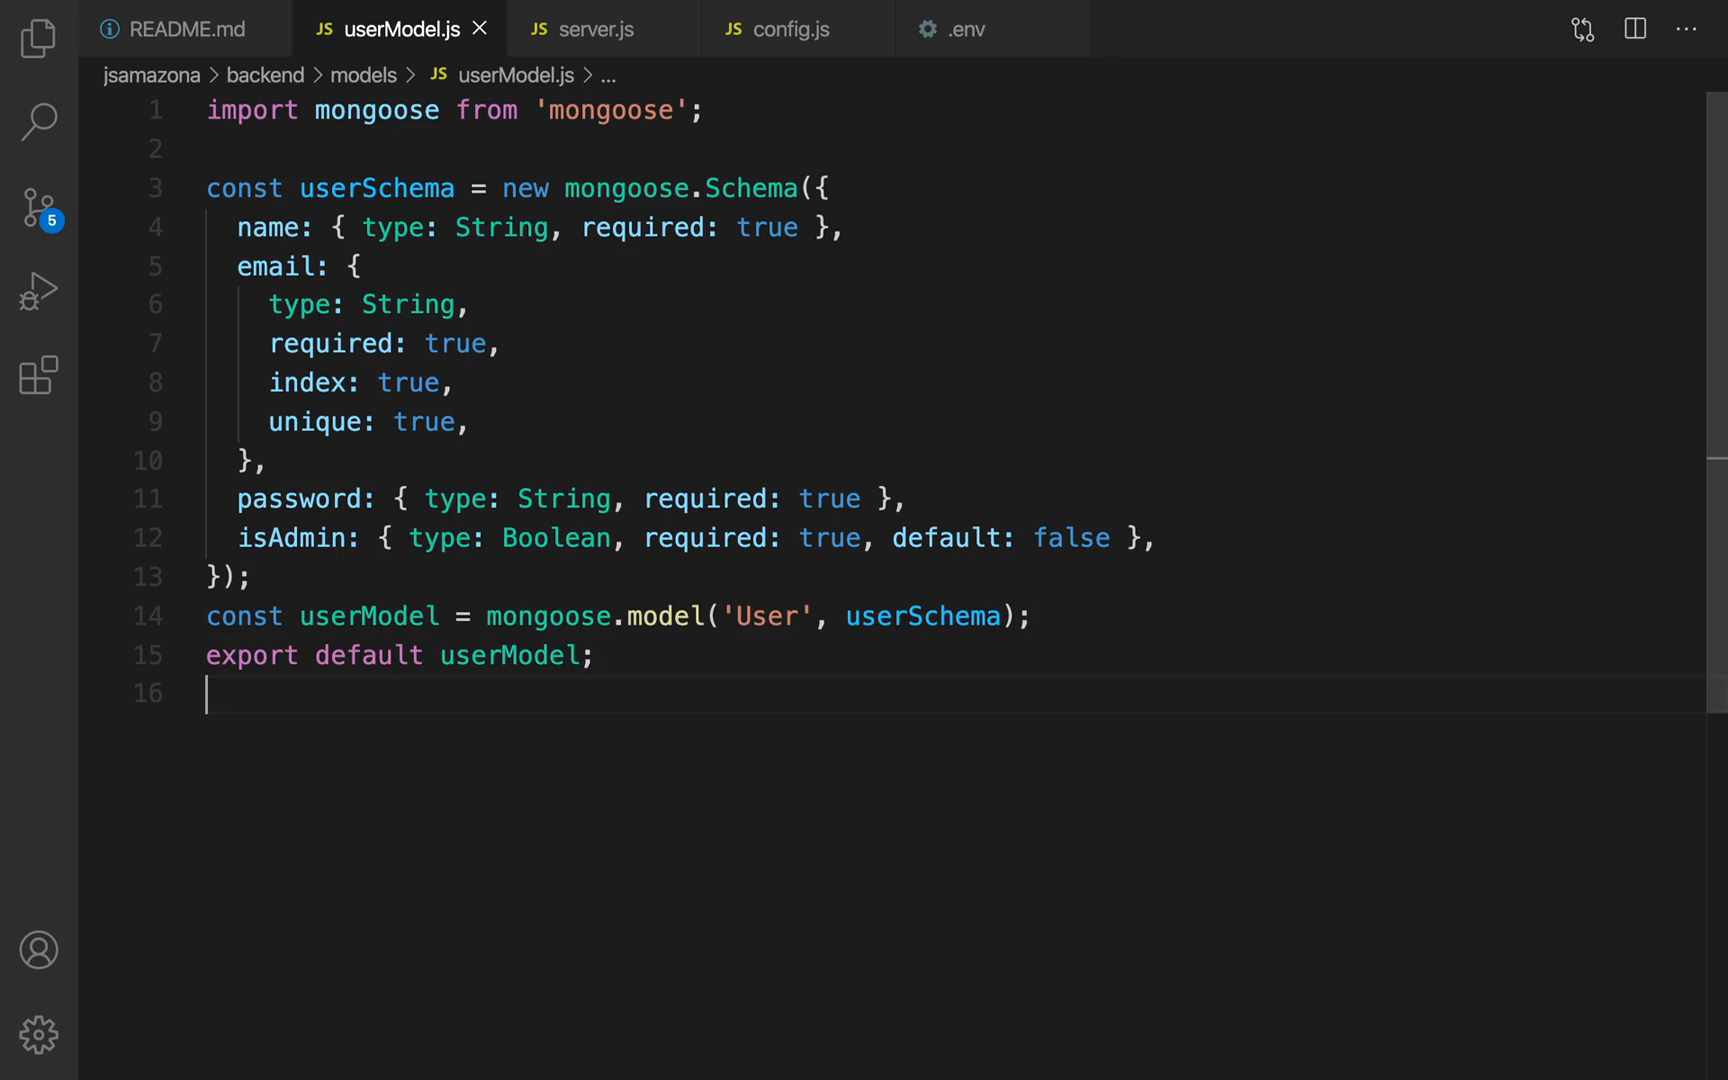 README.md
JS userModel.js
JS server.js
JS config.js
.env
jsamazona > backend > models > JS userModel.js > ...
1 import mongoose from 'mongoose';
2
3 const userSchema = new mongoose.Schema({
4 name: { type: String, required: true },
5 email: {
6 type: String,
7 required: true,
8 index: true,
9 unique: true,
10 },
11 password: { type: String, required: true },
12 isAdmin: { type: Boolean, required: true, default: false },
13 });
14 const userModel = mongoose.model('User', userSchema);
15 export default userModel;
16
5